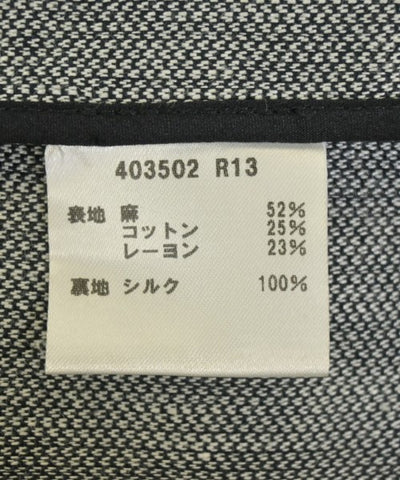 403502 R13
表地 麻 52%
コットン 25%
レーヨン 23%
裏地 シルク 100%